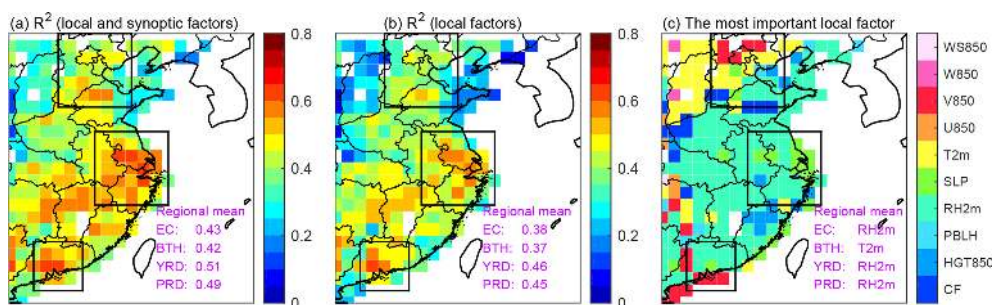 (a) R² (local and synoptic factors)
0.8
0.6
0.4
0.2
0
Regional mean
EC: 0.43
BTH: 0.42
YRD: 0.51
PRD: 0.49
(b) R² (local factors)
0.8
0.6
0.4
0.2
0
Regional mean
EC: 0.38
BTH: 0.37
YRD: 0.46
PRD: 0.45
(c) The most important local factor
WS850
W850
V850
U850
T2m
SLP
RH2m
PBLH
HGT850
CF
Regional mean
EC: RH2m
BTH: T2m
YRD: RH2m
PRD: RH2m